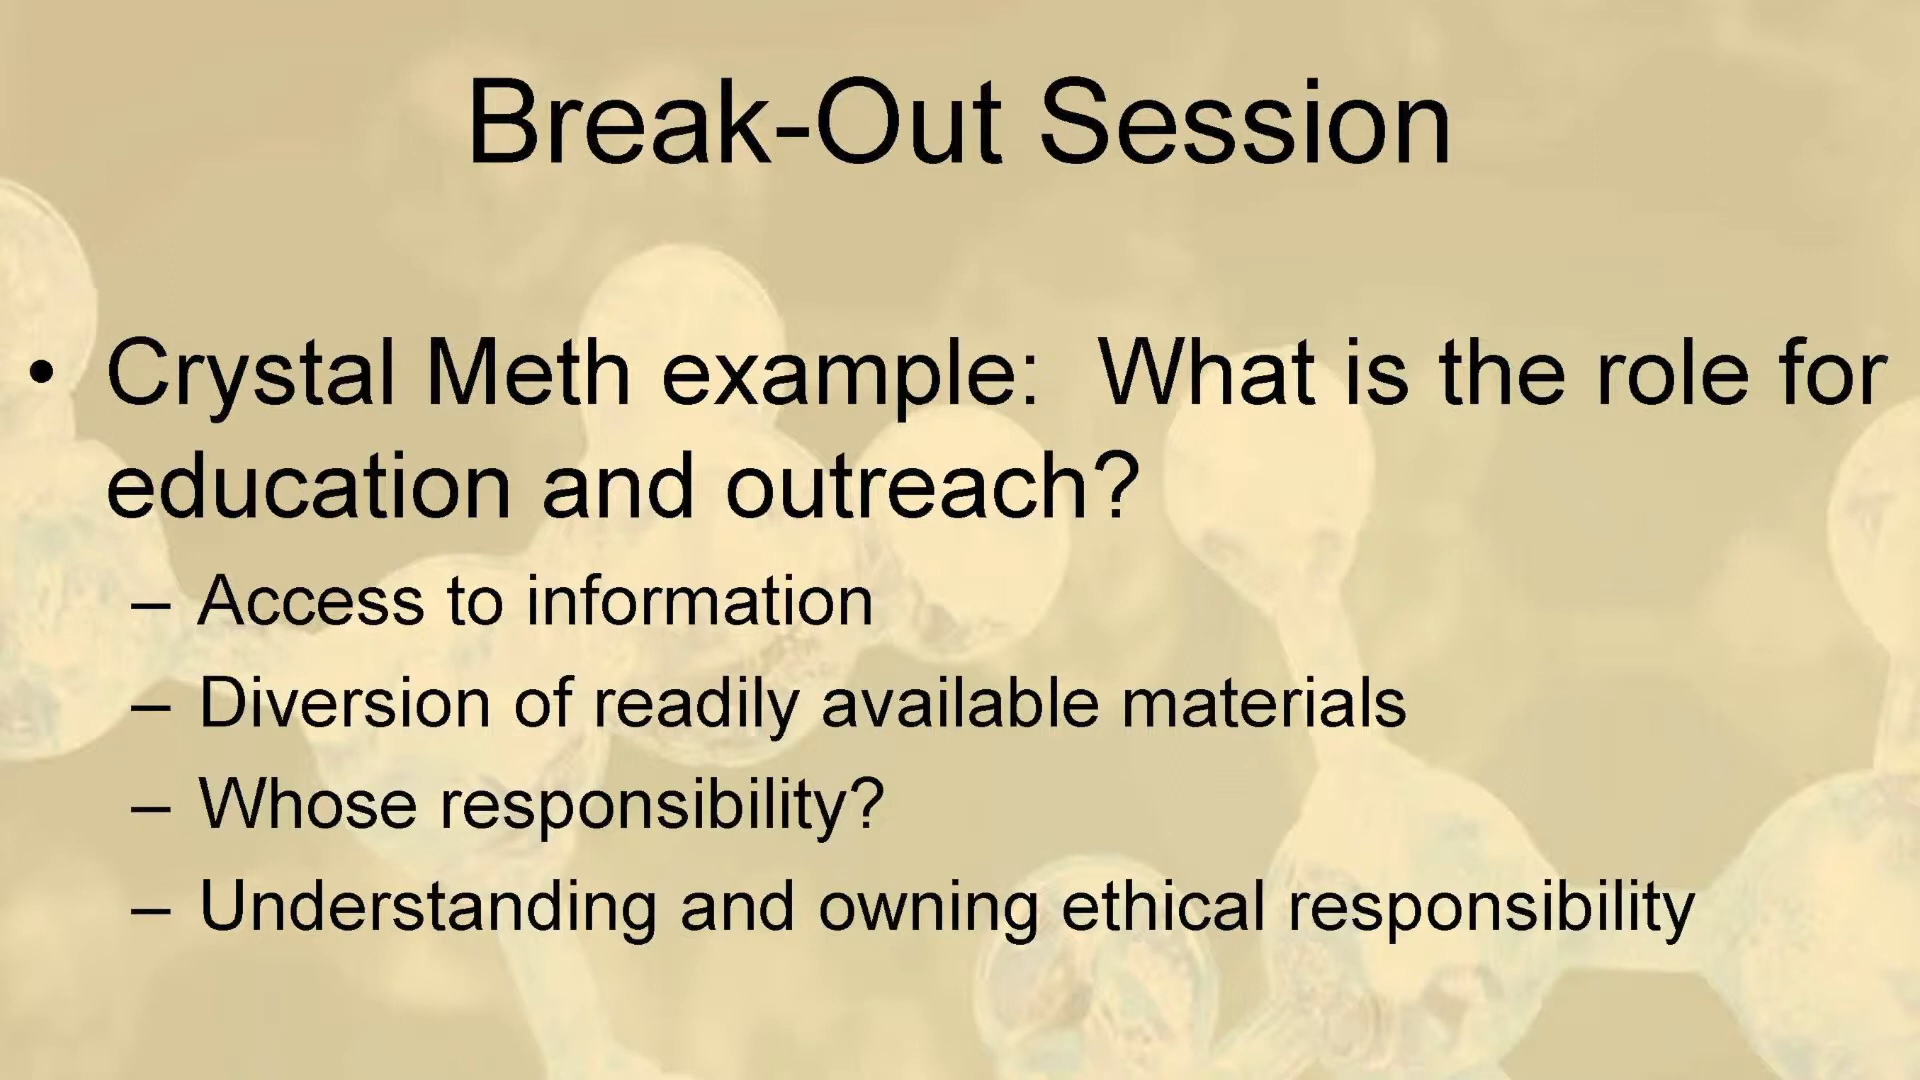 Break-Out Session
• Crystal Meth example:  What is the role for
education and outreach?
– Access to information
– Diversion of readily available materials
– Whose responsibility?
– Understanding and owning ethical responsibility